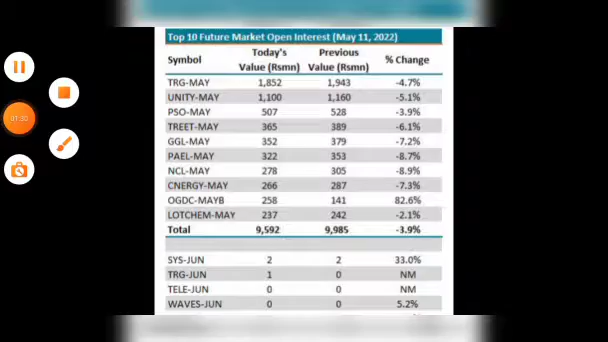 Top 10 Future Market Open Interest (May 11, 2022)
Symbol Today's Value (Rsmn) Previous Value (Rsmn) % Change
TRG-MAY 1,852 1,943 -4.7%
UNITY-MAY 1,100 1,160 -5.1%
PSO-MAY 507 528 -3.9%
TREET-MAY 365 389 -6.1%
GGL-MAY 352 379 -7.2%
PAEL-MAY 322 353 -8.7%
NCL-MAY 278 305 -8.9%
CNERGY-MAY 266 287 -7.3%
OGDC-MAYB 258 141 82.6%
LOTCHEM-MAY 237 242 -2.1%
Total 9,592 9,985 -3.9%
SYS-JUN 2 2 33.0%
TRG-JUN 1 0 NM
TELE-JUN 0 0 NM
WAVES-JUN 0 0 5.2%